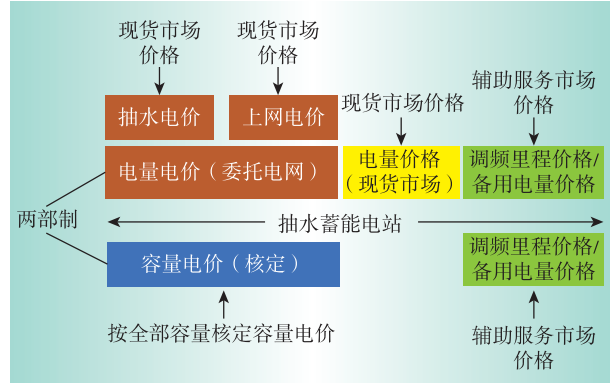 现货市场
价格
现货市场
价格
现货市场价格
辅助服务市场
价格
抽水电价
上网电价
电量电价（委托电网）
电量价格
（现货市场）
调频里程价格/
备用电量价格
两部制
抽水蓄能电站
容量电价（核定）
调频里程价格/
备用电量价格
按全部容量核定容量电价
辅助服务市场
价格